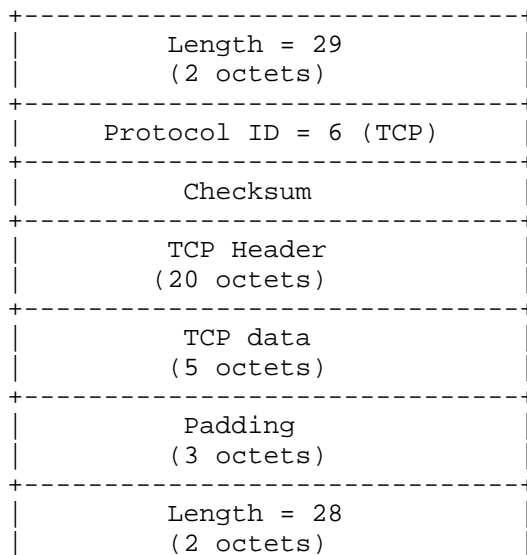 +-------------------------------+
|         Length = 29           |
|         (2 octets)            |
+-------------------------------+
|     Protocol ID = 6 (TCP)     |
+-------------------------------+
|          Checksum             |
+-------------------------------+
|         TCP Header            |
|        (20 octets)            |
+-------------------------------+
|          TCP data             |
|         (5 octets)            |
+-------------------------------+
|          Padding              |
|         (3 octets)            |
+-------------------------------+
|         Length = 28           |
|         (2 octets)            |